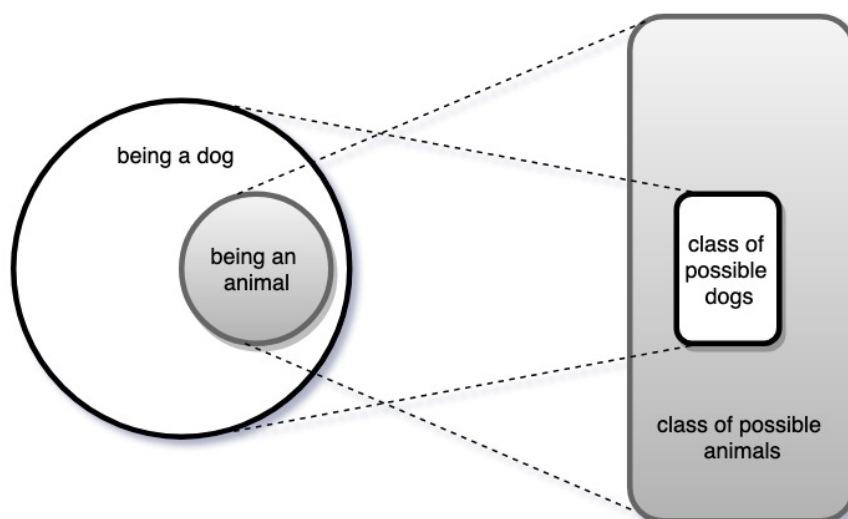 being a dog
being an
animal
class of
possible
dogs
class of possible
animals